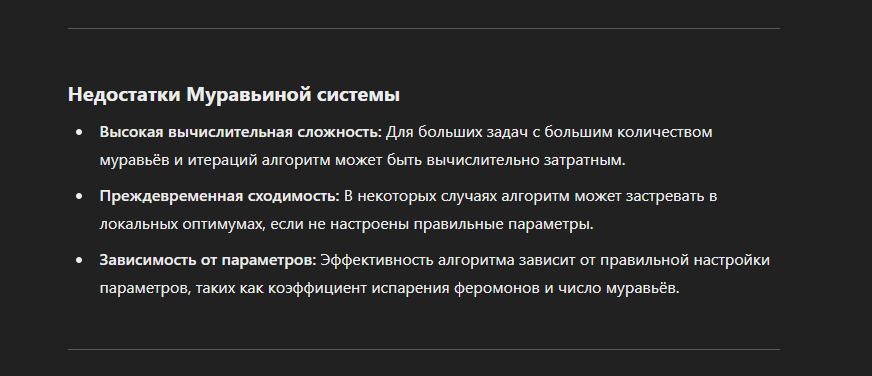 Недостатки Муравьиной системы
• Высокая вычислительная сложность: Для больших задач с большим количеством
муравьёв и итераций алгоритм может быть вычислительно затратным.
• Преждевременная сходимость: В некоторых случаях алгоритм может застревать в
локальных оптимумах, если не настроены правильные параметры.
• Зависимость от параметров: Эффективность алгоритма зависит от правильной настройки
параметров, таких как коэффициент испарения феромонов и число муравьёв.